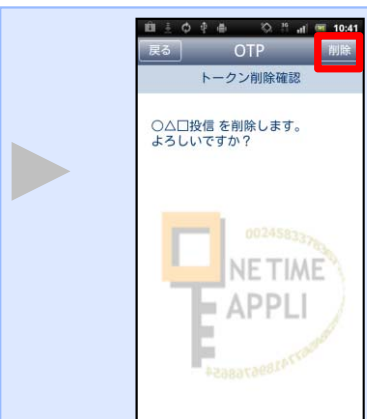 10:41
戻る OTP 削除
トークン削除確認
○△□投信 を削除します。
よろしいですか？
NE TIME
APPLI